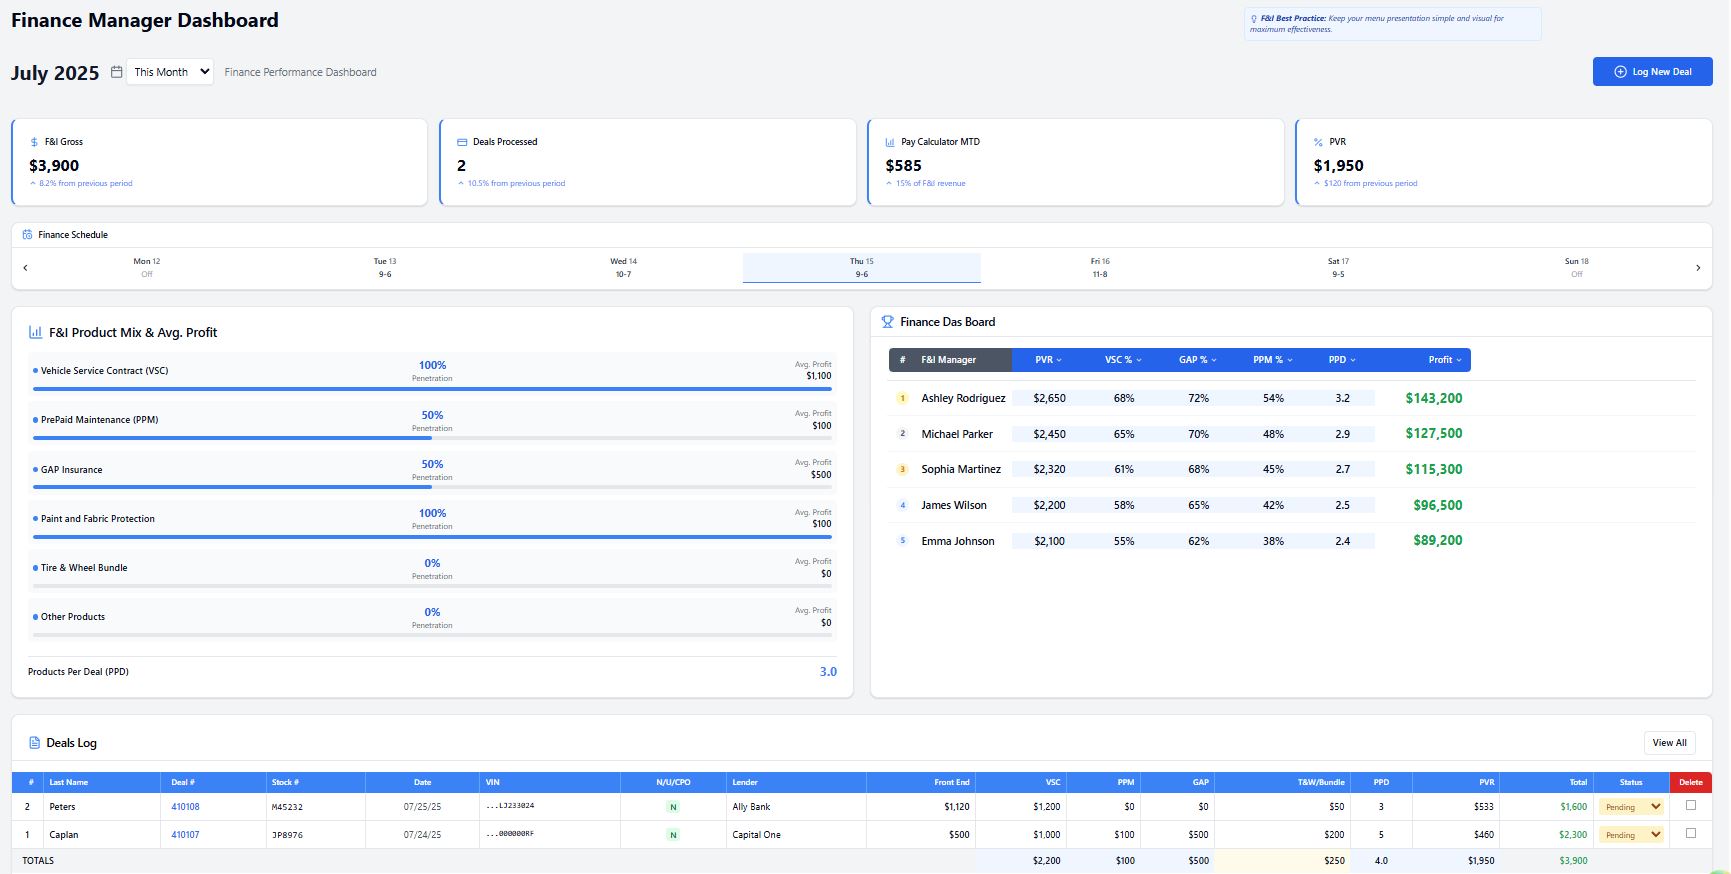 Finance Manager Dashboard
F&I Best Practice: Keep your menu presentation simple and visual for
maximum effectiveness.
July 2025 This Month Finance Performance Dashboard
Log New Deal
F&I Gross
$3,900
8.2% from previous period
Deals Processed
2
10.5% from previous period
Pay Calculator MTD
$585
15% of F&I revenue
PVR
$1,950
$120 from previous period
Finance Schedule
Mon 12 Tue 13 Wed 14 Thu 15 Fri 16 Sat 17 Sun 18
Off 9-6 10-7 9-6 11-8 9-5 Off
F&I Product Mix & Avg. Profit
Vehicle Service Contract (VSC) 100% Penetration Avg. Profit $1,100
PrePaid Maintenance (PPM) 50% Penetration Avg. Profit $100
GAP Insurance 50% Penetration Avg. Profit $500
Paint and Fabric Protection 100% Penetration Avg. Profit $100
Tire & Wheel Bundle 0% Penetration Avg. Profit $0
Other Products 0% Penetration Avg. Profit $0
Products Per Deal (PPD) 3.0
Finance Das Board
# F&I Manager PVR VSC % GAP % PPM % PPD Profit
1 Ashley Rodriguez $2,650 68% 72% 54% 3.2 $143,200
2 Michael Parker $2,450 65% 70% 48% 2.9 $127,500
3 Sophia Martinez $2,320 61% 68% 45% 2.7 $115,300
4 James Wilson $2,200 58% 65% 42% 2.5 $96,500
5 Emma Johnson $2,100 55% 62% 38% 2.4 $89,200
Deals Log
View All
# Last Name Deal # Stock # Date VIN N/U/CPO Lender Front End VSC PPM GAP T&W/Bundle PPD PVR Total Status Delete
2 Peters 410108 M45232 07/25/25 ...LJ233024 N Ally Bank $1,120 $1,200 $0 $0 $50 3 $533 $1,600 Pending
1 Caplan 410107 JP8976 07/24/25 ...000000RF N Capital One $500 $1,000 $100 $500 $200 5 $460 $2,300 Pending
TOTALS $2,200 $100 $500 $250 4.0 $1,950 $3,900